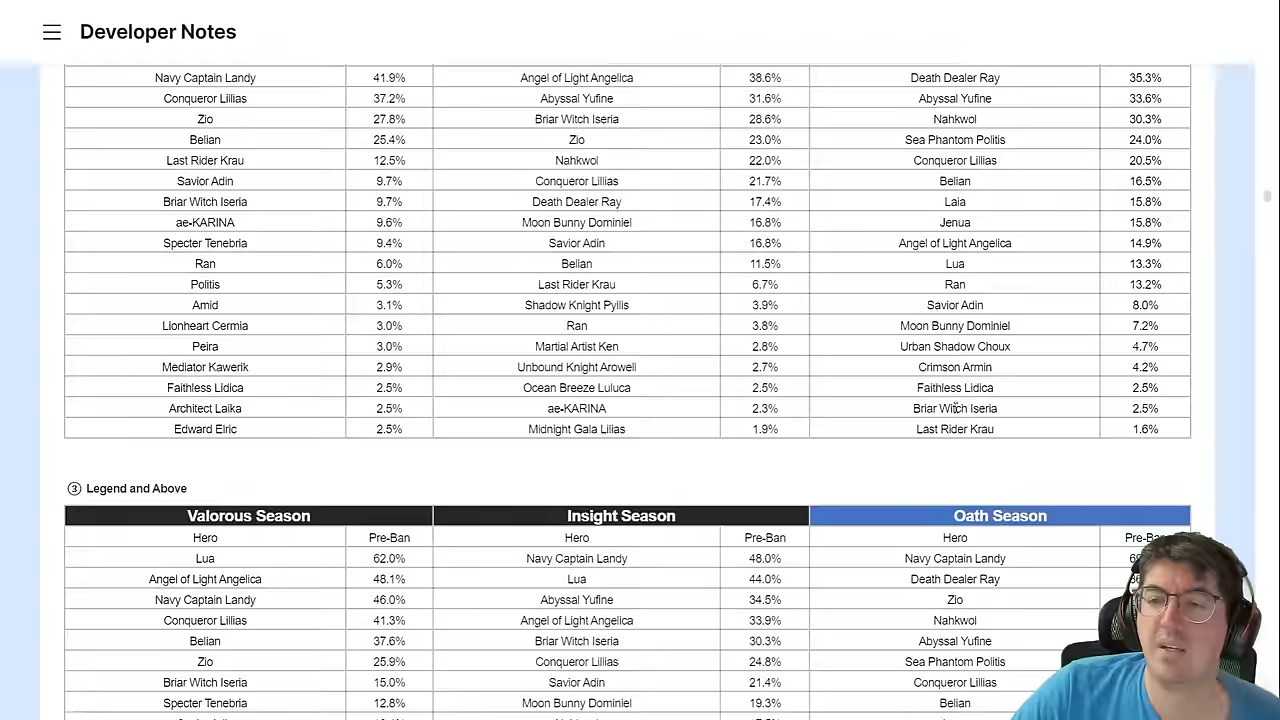 Developer Notes
Navy Captain Landy 41.9% Angel of Light Angelica 38.6% Death Dealer Ray 35.3%
Conqueror Lillias 37.2% Abyssal Yufine 31.6% Abyssal Yufine 33.6%
Zio 27.8% Briar Witch Iseria 28.6% Nahkwol 30.3%
Belian 25.4% Zio 23.0% Sea Phantom Politis 24.0%
Last Rider Krau 12.5% Nahkwol 22.0% Conqueror Lillias 20.5%
Savior Adin 9.7% Conqueror Lillias 21.7% Belian 16.5%
Briar Witch Iseria 9.7% Death Dealer Ray 17.4% Laia 15.8%
ae-KARINA 9.6% Moon Bunny Dominiel 16.8% Jenua 15.8%
Specter Tenebria 9.4% Savior Adin 16.8% Angel of Light Angelica 14.9%
Ran 6.0% Belian 11.5% Lua 13.3%
Politis 5.3% Last Rider Krau 6.7% Ran 13.2%
Amid 3.1% Shadow Knight Pyllis 3.9% Savior Adin 8.0%
Lionheart Cermia 3.0% Ran 3.8% Moon Bunny Dominiel 7.2%
Peira 3.0% Martial Artist Ken 2.8% Urban Shadow Choux 4.7%
Mediator Kawerik 2.9% Unbound Knight Arowell 2.7% Crimson Armin 4.2%
Faithless Lidica 2.5% Ocean Breeze Luluca 2.5% Faithless Lidica 2.5%
Architect Laika 2.5% ae-KARINA 2.3% Briar Witch Iseria 2.5%
Edward Elric 2.5% Midnight Gala Lilias 1.9% Last Rider Krau 1.6%
③ Legend and Above
Valorous Season Insight Season Oath Season
Hero Pre-Ban Hero Pre-Ban Hero
Lua 62.0% Navy Captain Landy 48.0% Navy Captain Landy
Angel of Light Angelica 48.1% Lua 44.0% Death Dealer Ray
Navy Captain Landy 46.0% Abyssal Yufine 34.5% Zio
Conqueror Lillias 41.3% Angel of Light Angelica 33.9% Nahkwol
Belian 37.6% Briar Witch Iseria 30.3% Abyssal Yufine
Zio 25.9% Conqueror Lillias 24.8% Sea Phantom Politis
Briar Witch Iseria 15.0% Savior Adin 21.4% Conqueror Lillias
Specter Tenebria 12.8% Moon Bunny Dominiel 19.3% Belian